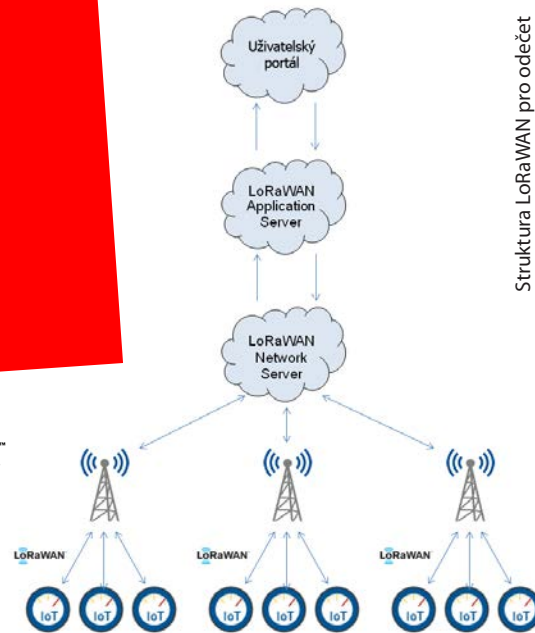 Uživatelský
portál
Struktura LoRaWAN pro odečet
LoRaWAN
Application
Server
LoRaWAN
Network
Server
LoRaWAN
LoRaWAN
LoRaWAN
IoT
IoT
IoT
IoT
IoT
IoT
IoT
IoT
IoT